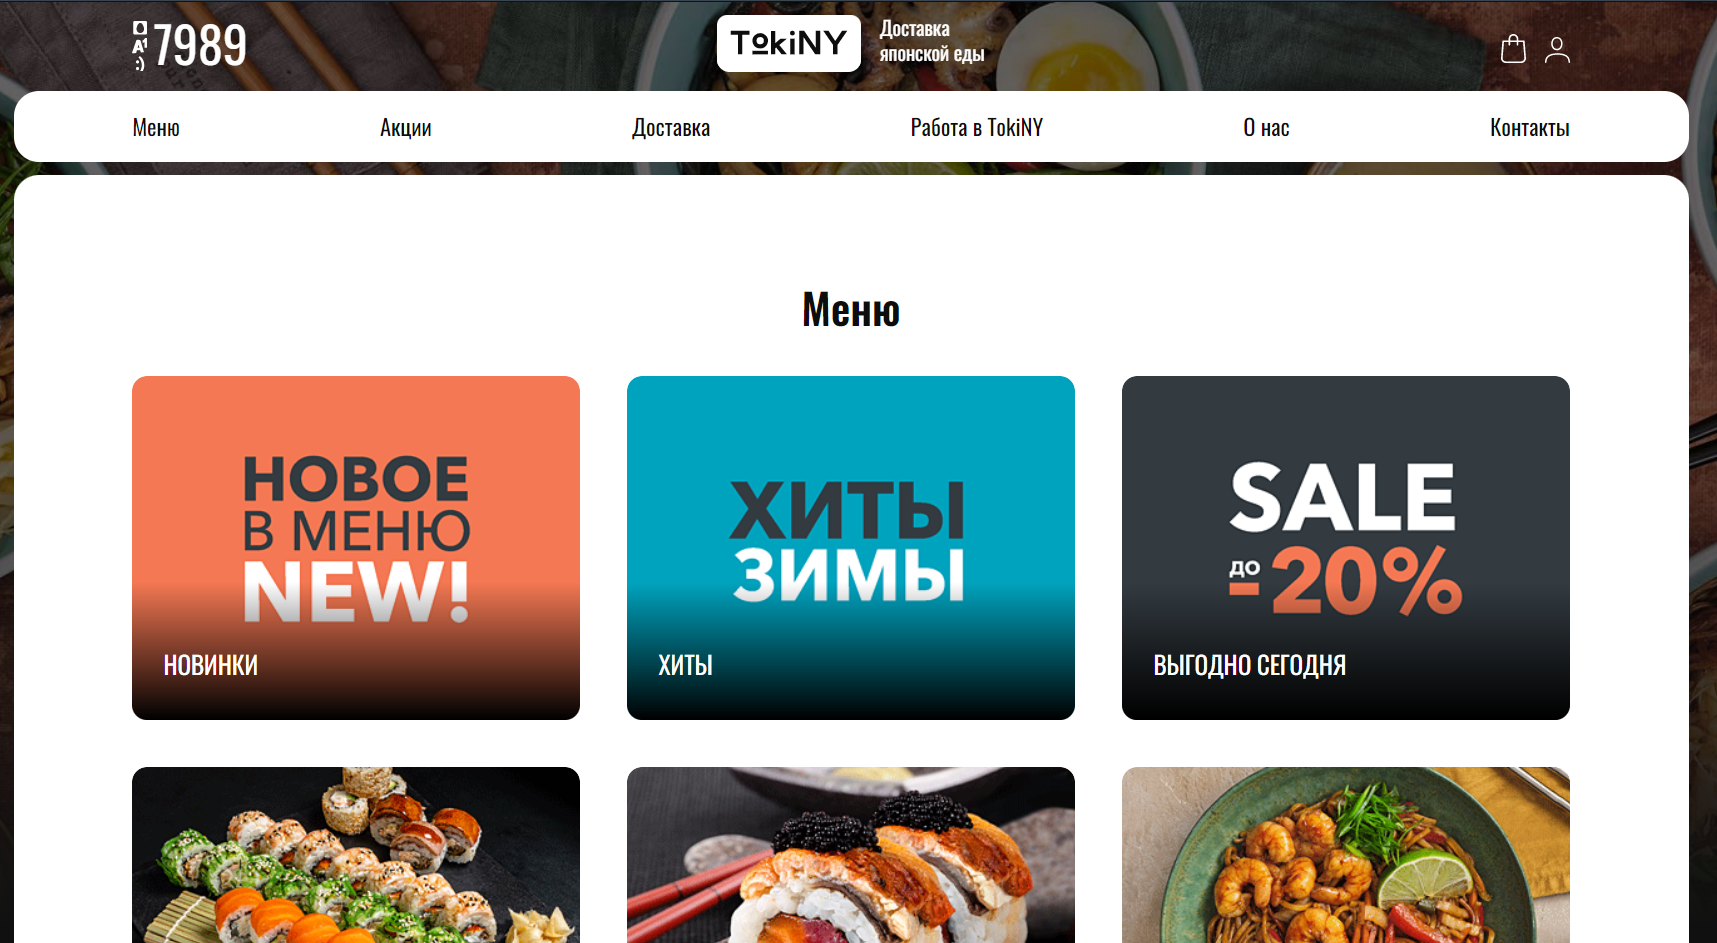 A1
7989
TokiNY
Доставка
японской еды
Меню
Акции
Доставка
Работа в TokiNY
О нас
Контакты
Меню
НОВОЕ
В МЕНЮ
NEW!
НОВИНКИ
ХИТЫ
ЗИМЫ
ХИТЫ
SALE
до
-20%
ВЫГОДНО СЕГОДНЯ